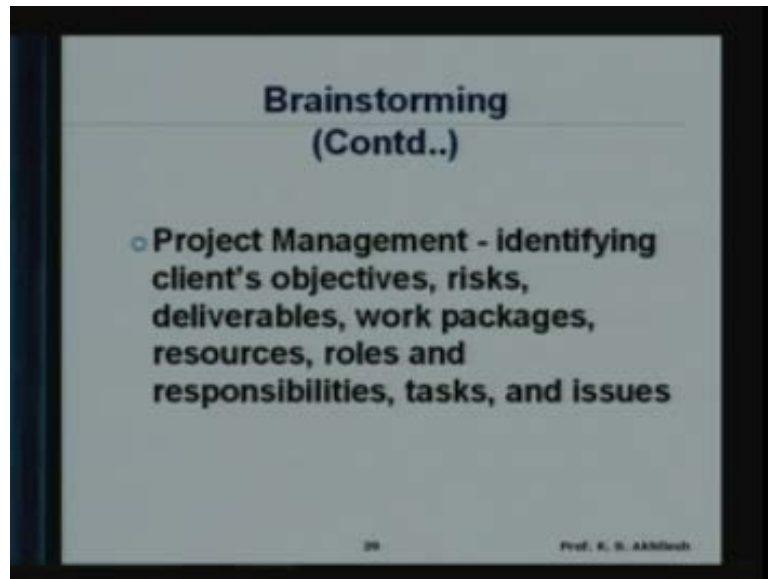 Brainstorming
(Contd..)
Project Management - identifying
client's objectives, risks,
deliverables, work packages,
resources, roles and
responsibilities, tasks, and issues
Prof. K. B. Akhilesh